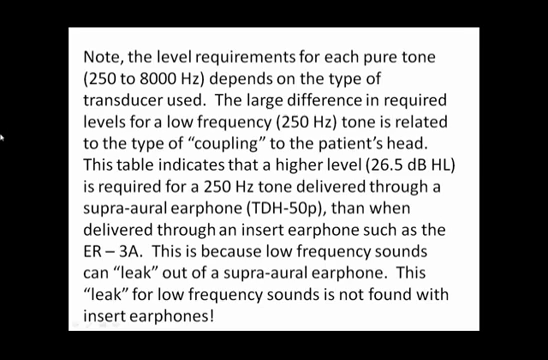 Note, the level requirements for each pure tone
(250 to 8000 Hz) depends on the type of
transducer used.  The large difference in required
levels for a low frequency (250 Hz) tone is related
to the type of “coupling” to the patient’s head.
This table indicates that a higher level (26.5 dB HL)
is required for a 250 Hz tone delivered through a
supra-aural earphone (TDH-50p), than when
delivered through an insert earphone such as the
ER – 3A.  This is because low frequency sounds
can “leak” out of a supra-aural earphone.  This
“leak” for low frequency sounds is not found with
insert earphones!